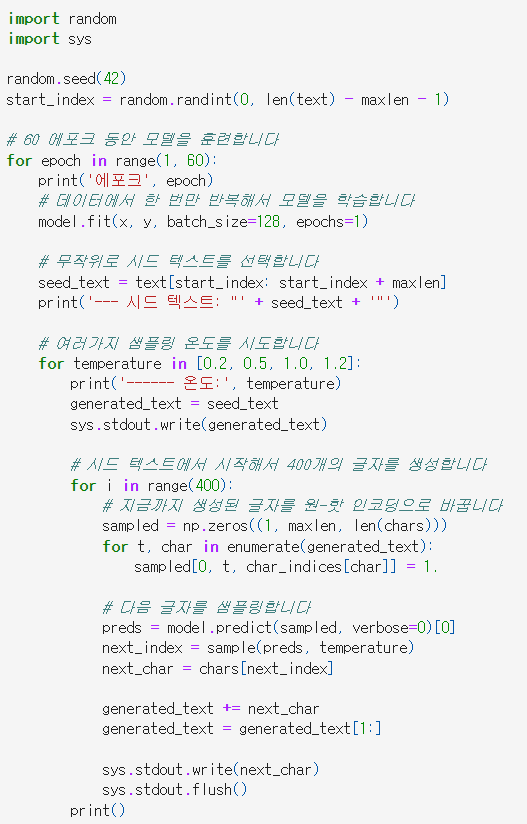 import random
import sys

random.seed(42)
start_index = random.randint(0, len(text) - maxlen - 1)

# 60 에포크 동안 모델을 훈련합니다
for epoch in range(1, 60):
    print('에포크', epoch)
    # 데이터에서 한 번만 반복해서 모델을 학습합니다
    model.fit(x, y, batch_size=128, epochs=1)

    # 무작위로 시드 텍스트를 선택합니다
    seed_text = text[start_index: start_index + maxlen]
    print('--- 시드 텍스트: "' + seed_text + '"')

    # 여러가지 샘플링 온도를 시도합니다
    for temperature in [0.2, 0.5, 1.0, 1.2]:
        print('------ 온도:', temperature)
        generated_text = seed_text
        sys.stdout.write(generated_text)

        # 시드 텍스트에서 시작해서 400개의 글자를 생성합니다
        for i in range(400):
            # 지금까지 생성된 글자를 원-핫 인코딩으로 바꿉니다
            sampled = np.zeros((1, maxlen, len(chars)))
            for t, char in enumerate(generated_text):
                sampled[0, t, char_indices[char]] = 1.

            # 다음 글자를 샘플링합니다
            preds = model.predict(sampled, verbose=0)[0]
            next_index = sample(preds, temperature)
            next_char = chars[next_index]

            generated_text += next_char
            generated_text = generated_text[1:]

            sys.stdout.write(next_char)
            sys.stdout.flush()
        print()